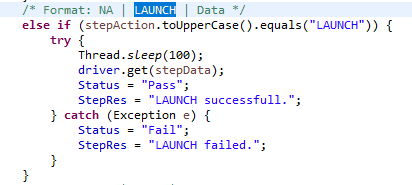 /* Format: NA | LAUNCH | Data */
else if (stepAction.toUpperCase().equals("LAUNCH")) {
try {
Thread.sleep(100);
driver.get(stepData);
Status = "Pass";
StepRes = "LAUNCH successfull.";
} catch (Exception e) {
Status = "Fail";
StepRes = "LAUNCH failed.";
}
}